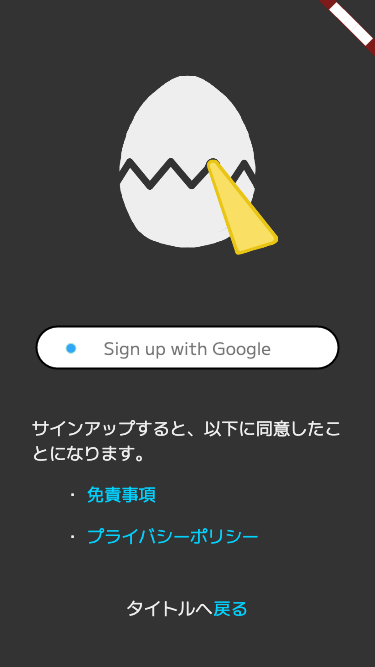 Sign up with Google
サインアップすると、以下に同意したこ
とになります。
・ 免責事項
・ プライバシーポリシー
タイトルへ戻る